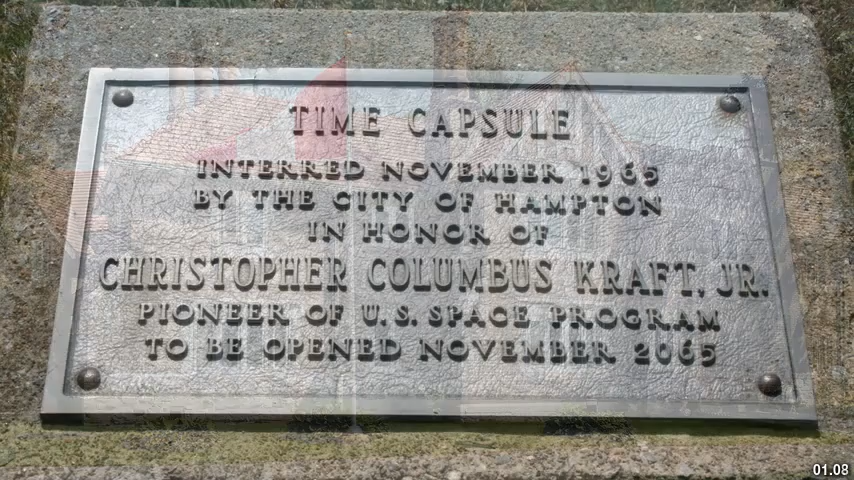 TIME CAPSULE
INTERRED NOVEMBER 1965
BY THE CITY OF HAMPTON
IN HONOR OF
CHRISTOPHER COLUMBUS KRAFT, JR.
PIONEER OF U.S. SPACE PROGRAM
TO BE OPENED NOVEMBER 2065
01.08